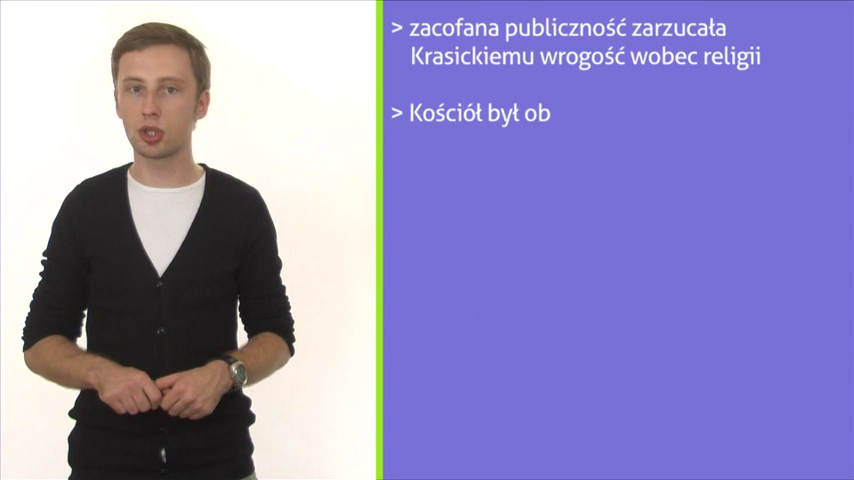 > zacofana publiczność zarzucała
Krasickiemu wrogość wobec religii
> Kościół był ob